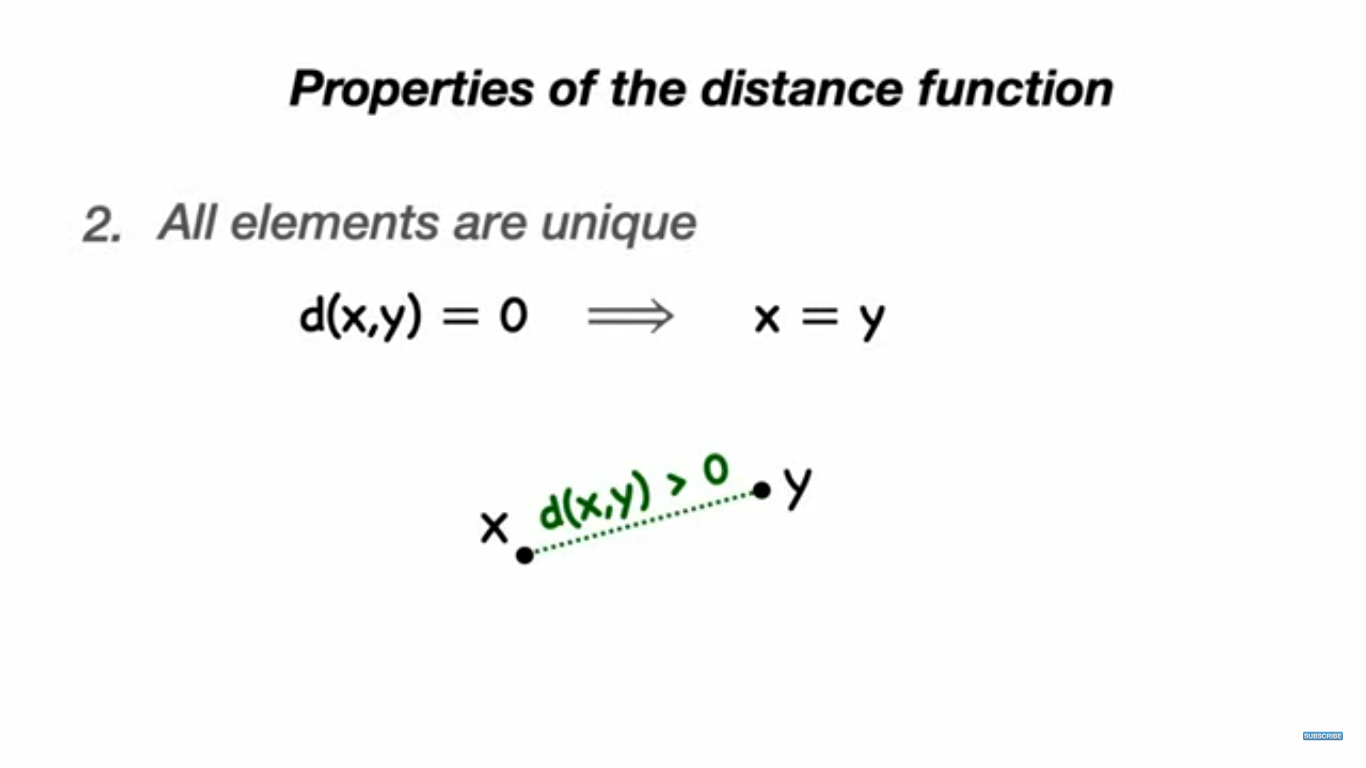 Properties of the distance function
2. All elements are unique
d(x,y) = 0 ⟹ x = y
d(x,y) > 0
x
y
SUBSCRIBE